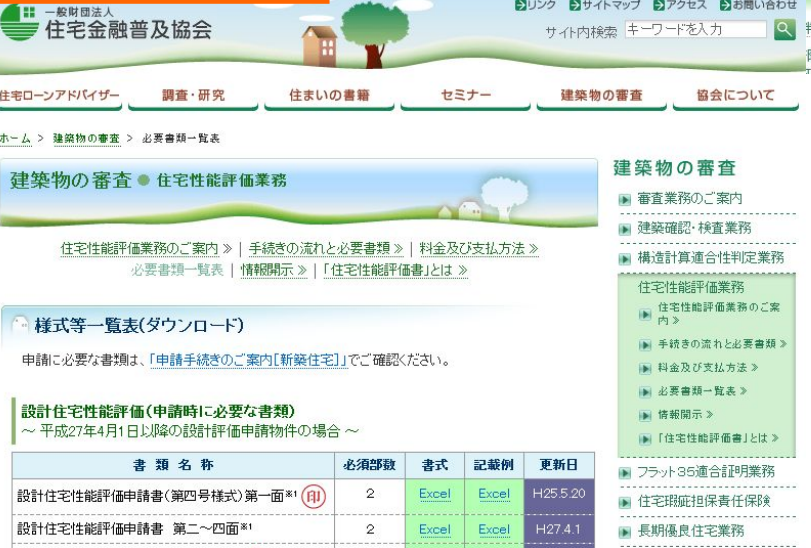 一般財団法人
住宅金融普及協会
リンク サイトマップ アクセス お問い合わせ
サイト内検索 キーワードを入力
住宅ローンアドバイザー 調査・研究 住まいの書籍 セミナー 建築物の審査 協会について
ホーム > 建築物の審査 > 必要書類一覧表
建築物の審査 ● 住宅性能評価業務
住宅性能評価業務のご案内 » | 手続きの流れと必要書類 » | 料金及び支払方法 »
必要書類一覧表 | 情報開示 » | 「住宅性能評価書」とは »
様式等一覧表(ダウンロード)
申請に必要な書類は、「申請手続きのご案内[新築住宅]」でご確認ください。
設計住宅性能評価(申請時に必要な書類)
～ 平成27年4月1日以降の設計評価申請物件の場合 ～
書 類 名 称 必須部数 書式 記載例 更新日
設計住宅性能評価申請書(第四号様式)第一面※1 印 2 Excel Excel H25.5.20
設計住宅性能評価申請書 第二～四面※1 2 Excel Excel H27.4.1
建築物の審査
審査業務のご案内
建築確認・検査業務
構造計算適合性判定業務
住宅性能評価業務
住宅性能評価業務のご案
内 »
手続きの流れと必要書類 »
料金及び支払方法 »
必要書類一覧表 »
情報開示 »
「住宅性能評価書」とは »
フラット35適合証明業務
住宅瑕疵担保責任保険
長期優良住宅業務